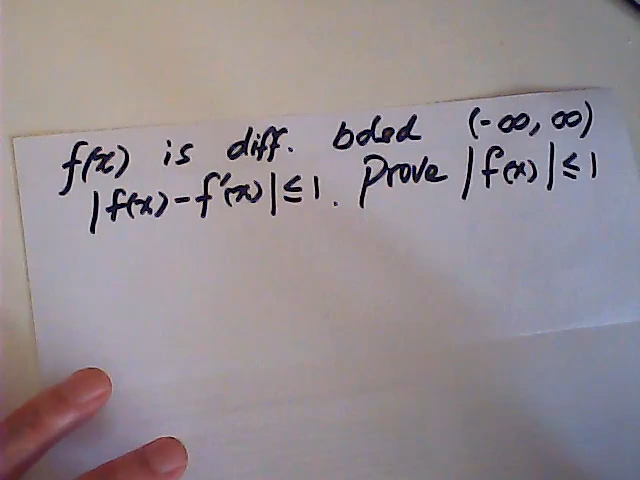 f(x) is diff. bded (-∞, ∞)
|f(x) - f'(x)| ≤ 1. Prove |f(x)| ≤ 1